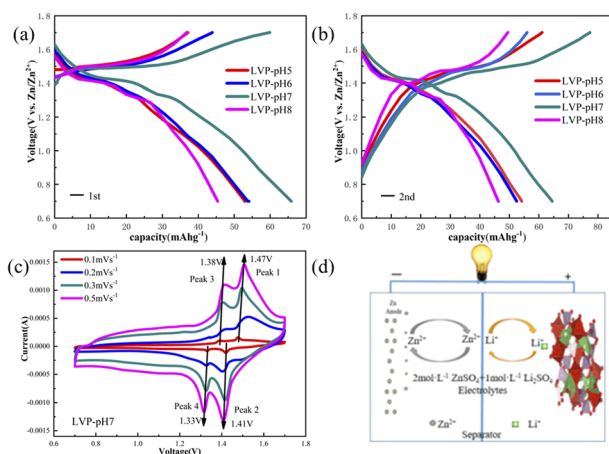 (a)
1.8
1.6
1.4
1.2
1.0
0.8
0.6
Voltage(V vs. Zn/Zn²⁺)
LVP-pH5
LVP-pH6
LVP-pH7
LVP-pH8
1st
0 10 20 30 40 50 60 70
capacity(mAhg⁻¹)
(b)
1.8
1.6
1.4
1.2
1.0
0.8
0.6
Voltage(V vs. Zn/Zn²⁺)
LVP-pH5
LVP-pH6
LVP-pH7
LVP-pH8
2nd
0 10 20 30 40 50 60 70 80
capacity(mAhg⁻¹)
(c)
0.0015
0.0010
0.0005
0.0000
-0.0005
-0.0010
-0.0015
Current(A)
0.1mVs⁻¹
0.2mVs⁻¹
0.3mVs⁻¹
0.5mVs⁻¹
1.38V
1.47V
Peak 3
Peak 1
Peak 4
Peak 2
1.33V
1.41V
LVP-pH7
0.6 0.8 1.0 1.2 1.4 1.6 1.8
Voltage(V)
(d)
—
+
Zn
Anode
Zn²⁺
Zn²⁺
Li⁺
Li⁺
2mol·L⁻¹ ZnSO₄+1mol·L⁻¹ Li₂SO₄
Electrolytes
Zn²⁺
Li⁺
Separator